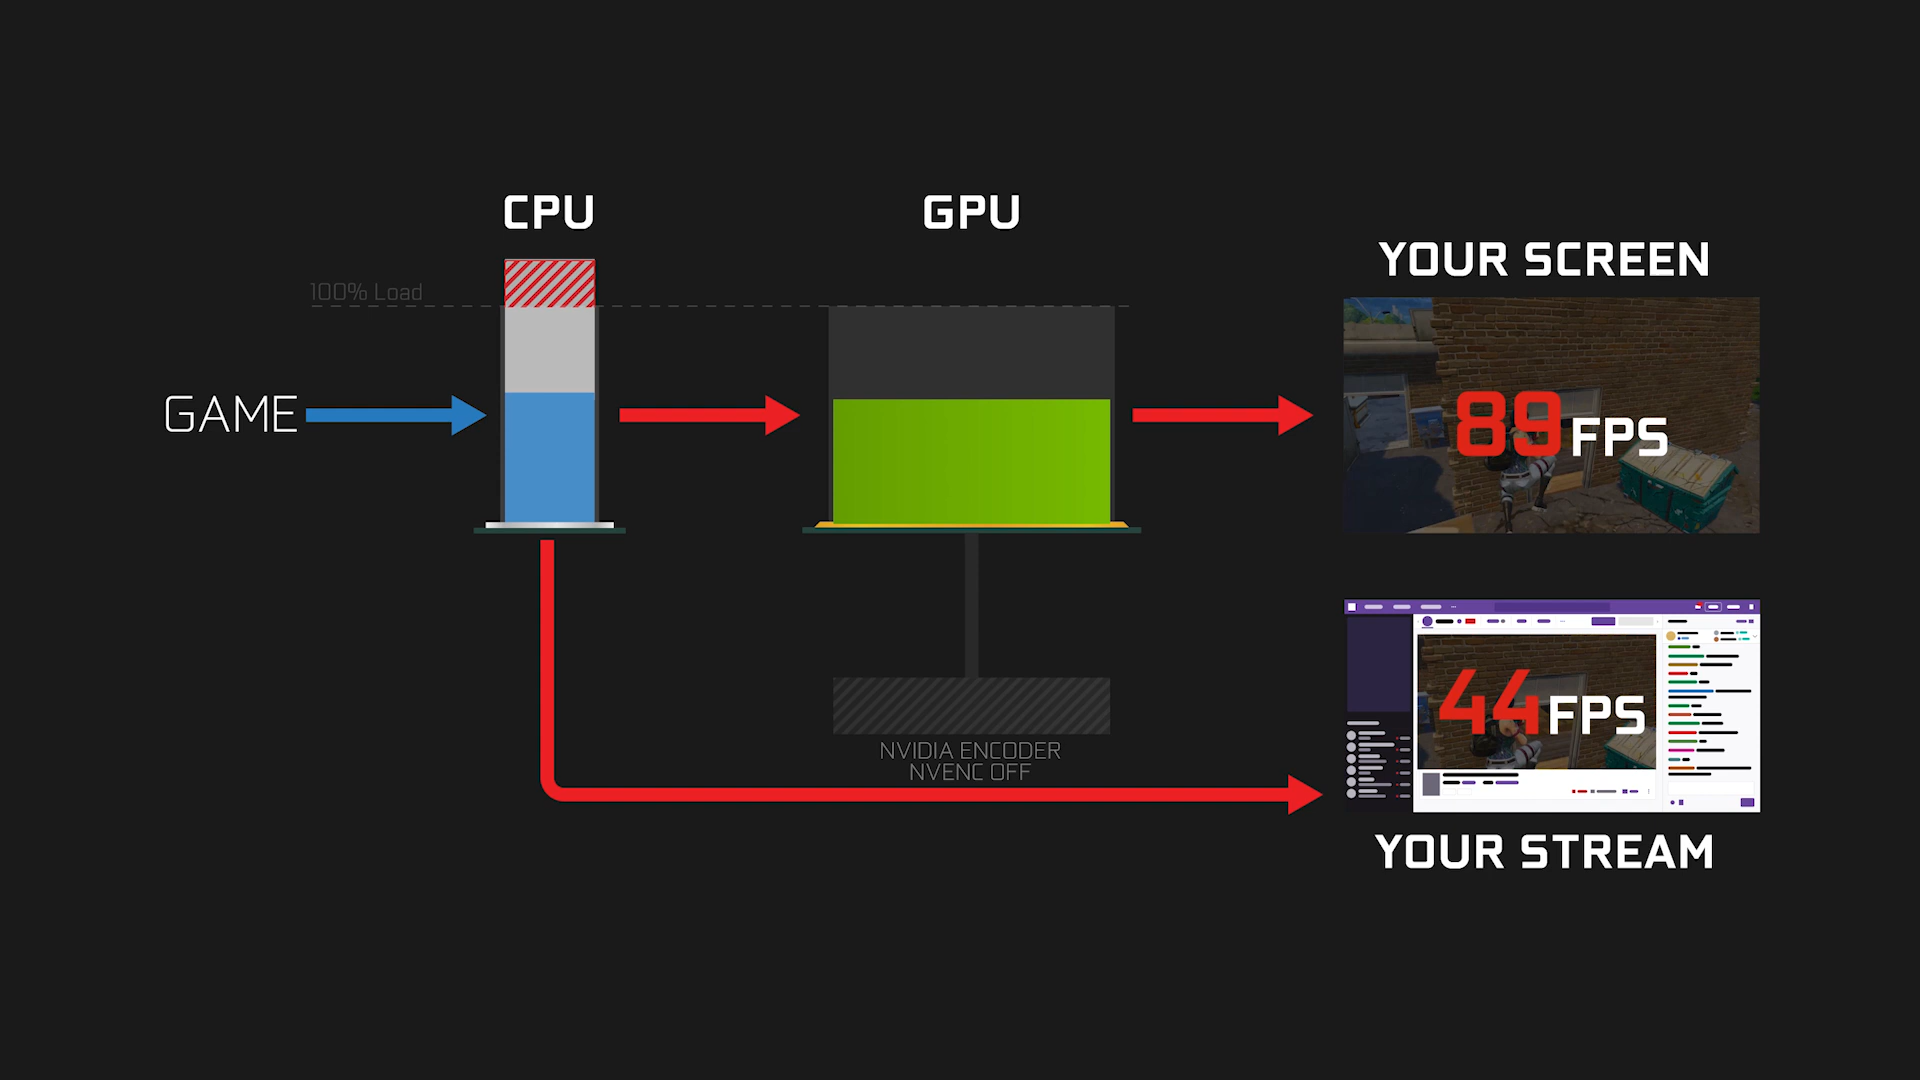 CPU
GPU
YOUR SCREEN
100% Load
GAME
89 FPS
44 FPS
NVIDIA ENCODER
NVENC OFF
YOUR STREAM